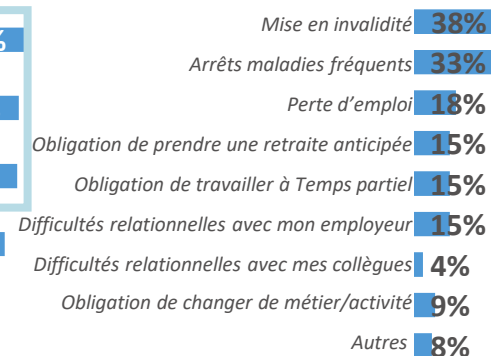 %
Mise en invalidité 38%
Arrêts maladies fréquents 33%
Perte d'emploi 18%
Obligation de prendre une retraite anticipée 15%
Obligation de travailler à Temps partiel 15%
Difficultés relationnelles avec mon employeur 15%
Difficultés relationnelles avec mes collègues 4%
Obligation de changer de métier/activité 9%
Autres 8%